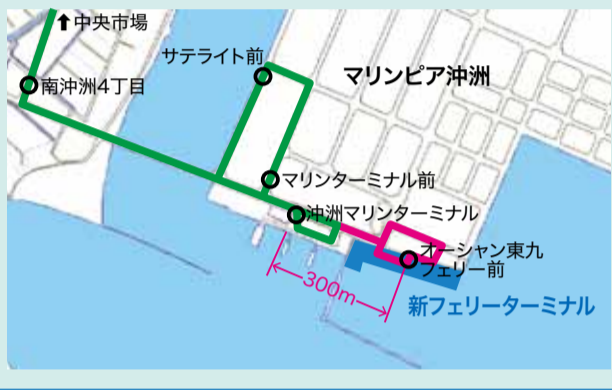 ↑中央市場
サテライト前
マリンピア沖洲
南沖洲4丁目
マリンターミナル前
沖洲マリンターミナル
オーシャン東九
フェリー前
300m
新フェリーターミナル